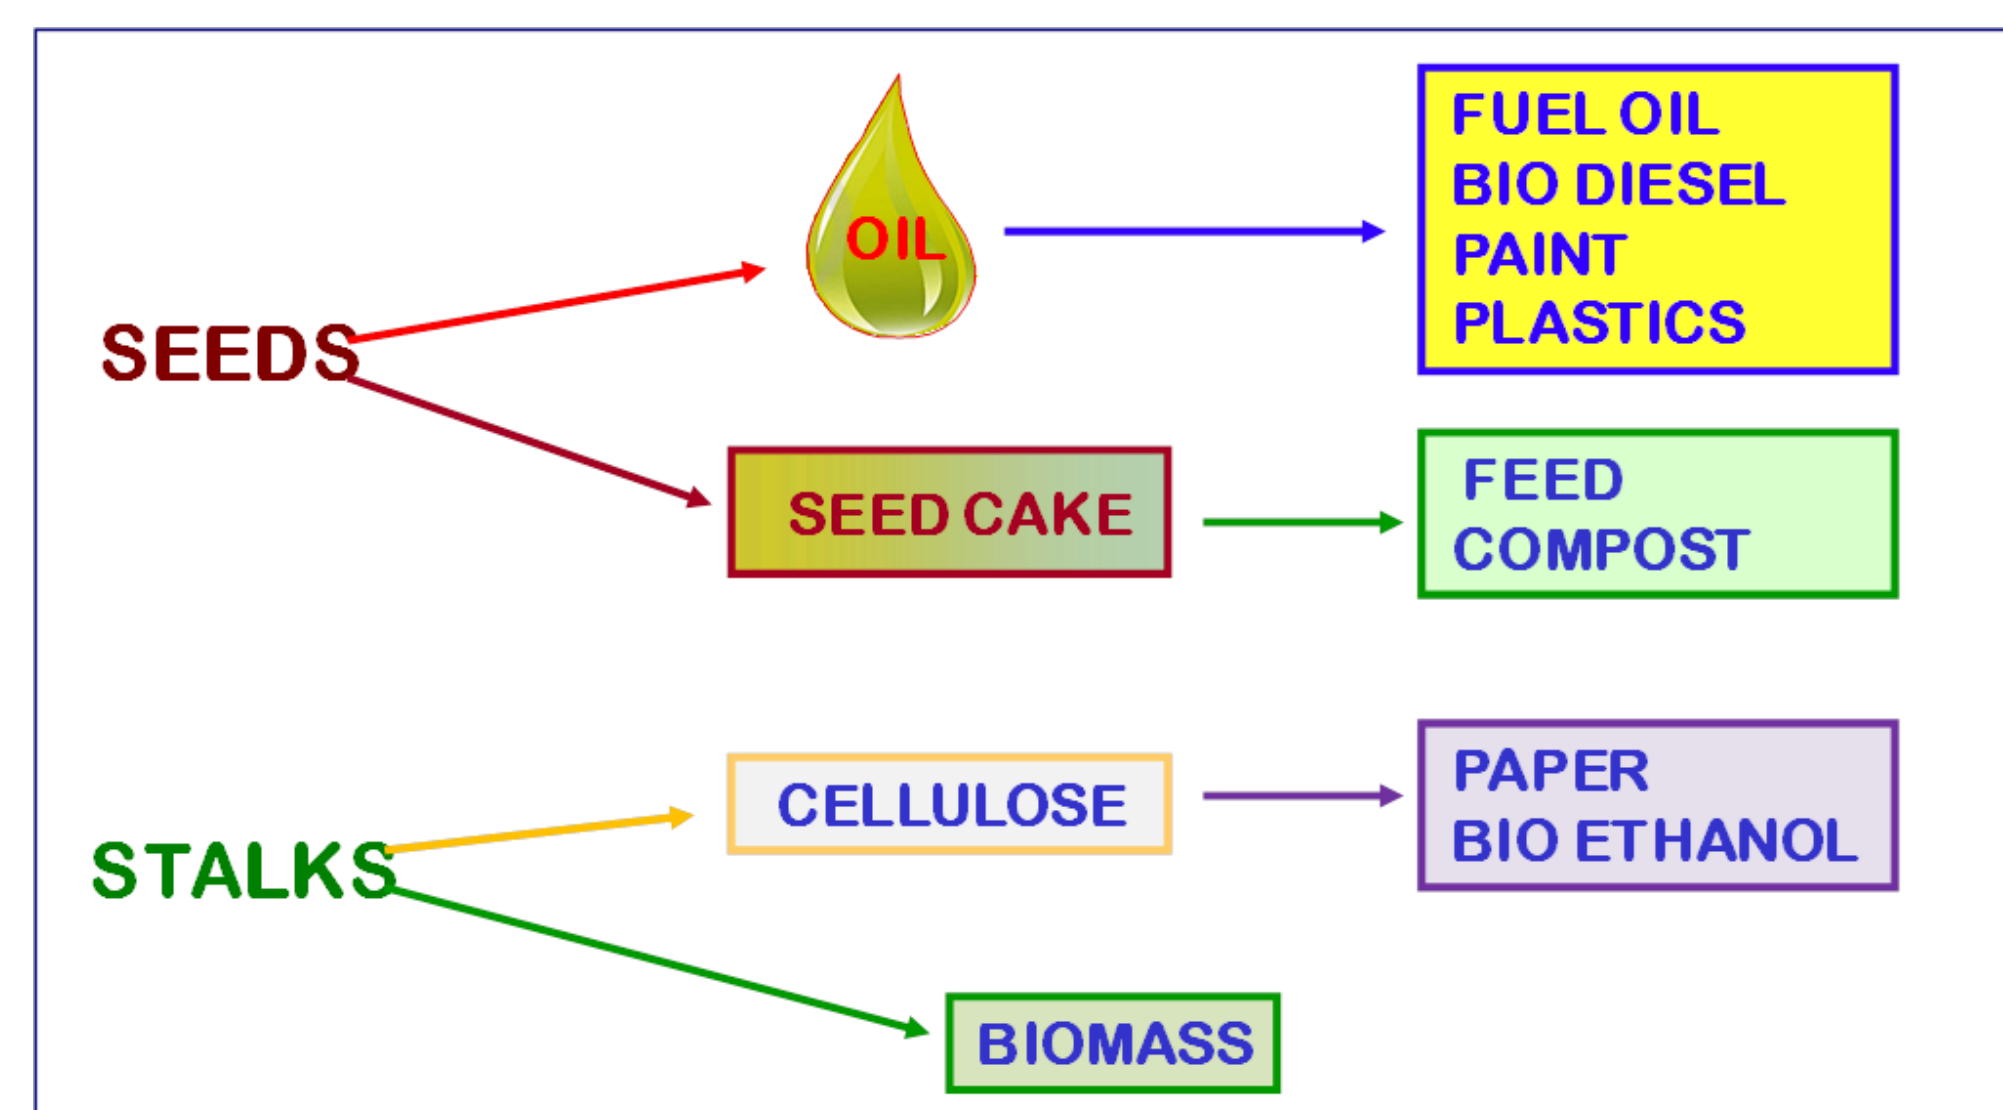 SEEDS
OIL
FUEL OIL
BIO DIESEL
PAINT
PLASTICS
SEED CAKE
FEED
COMPOST
STALKS
CELLULOSE
PAPER
BIO ETHANOL
BIOMASS